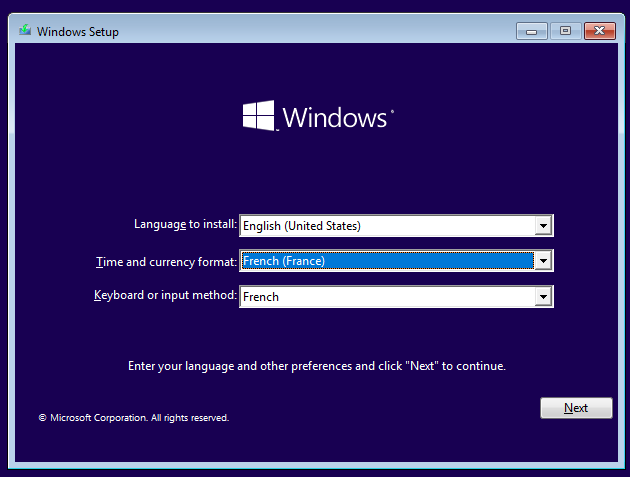 Windows Setup
Windows
Language to install: English (United States)
Time and currency format: French (France)
Keyboard or input method: French
Enter your language and other preferences and click "Next" to continue.
Next
© Microsoft Corporation. All rights reserved.